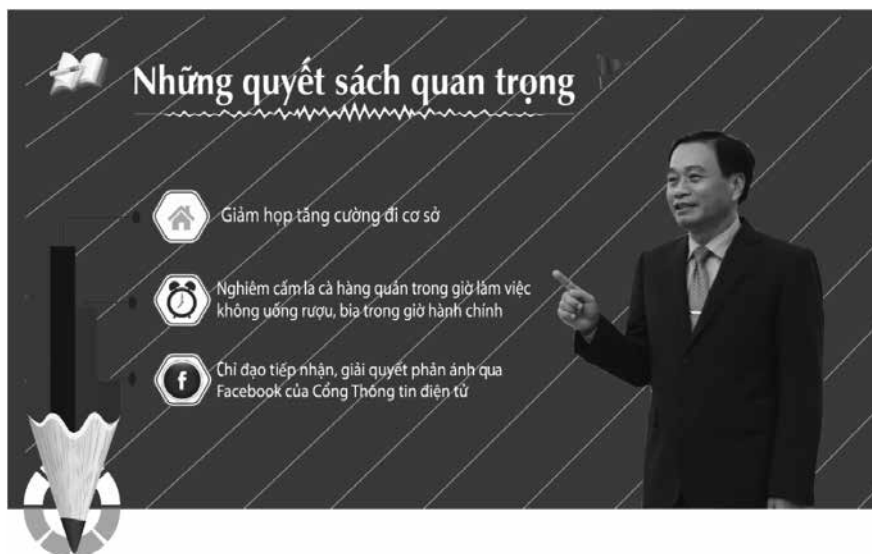 Những quyết sách quan trọng
Giảm họp tăng cường đi cơ sở
Nghiêm cấm la cà hàng quán trong giờ làm việc
không uống rượu, bia trong giờ hành chính
f
Chỉ đạo tiếp nhận, giải quyết phản ánh qua
Facebook của Cổng Thông tin điện tử